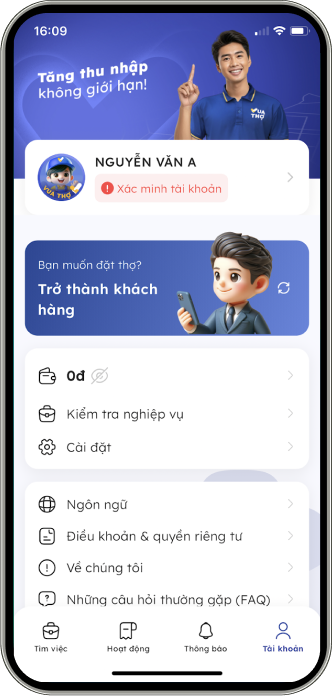 16:09
Tăng thu nhập
không giới hạn!
VUA
THỢ
NGUYỄN VĂN A
Xác minh tài khoản
VUA THỢ
Bạn muốn đặt thợ?
Trở thành khách
hàng
0đ
Kiểm tra nghiệp vụ
Cài đặt
Ngôn ngữ
Điều khoản & quyền riêng tư
Về chúng tôi
Những câu hỏi thường gặp (FAQ)
Tìm việc
Hoạt động
Thông báo
Tài khoản